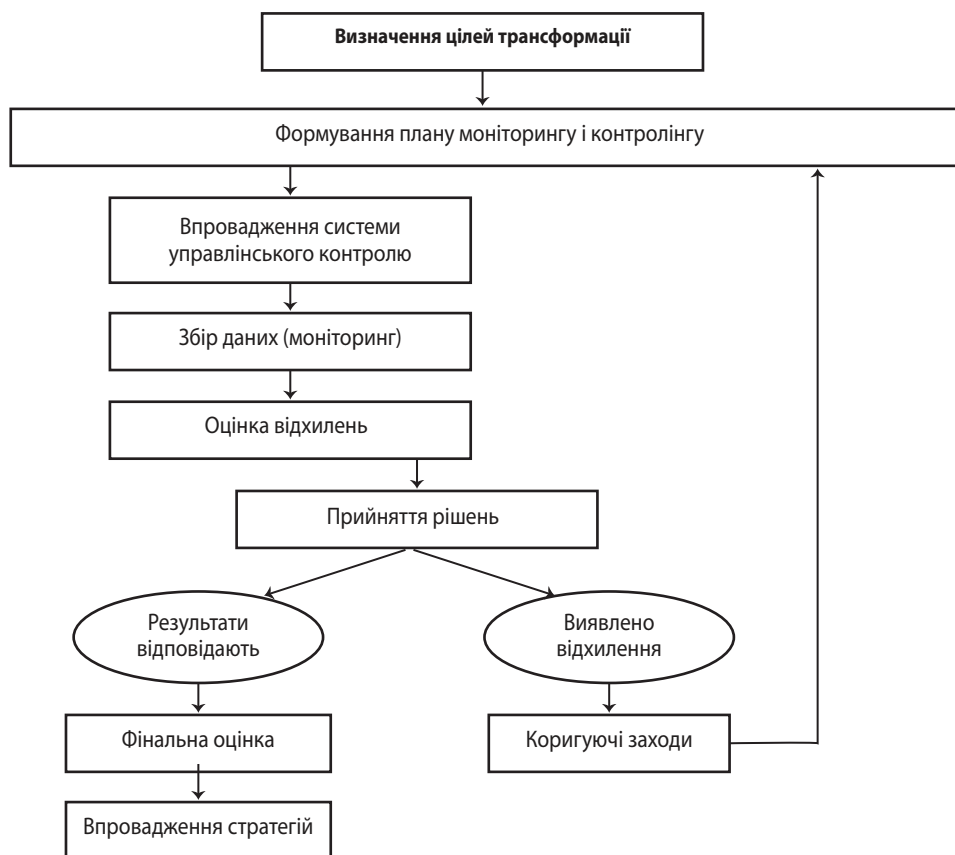 Визначення цілей трансформації
Формування плану моніторингу і контролінгу
Впровадження системи
управлінського контролю
Збір даних (моніторинг)
Оцінка відхилень
Прийняття рішень
Результати
відповідають
Виявлено
відхилення
Фінальна оцінка
Коригуючі заходи
Впровадження стратегій